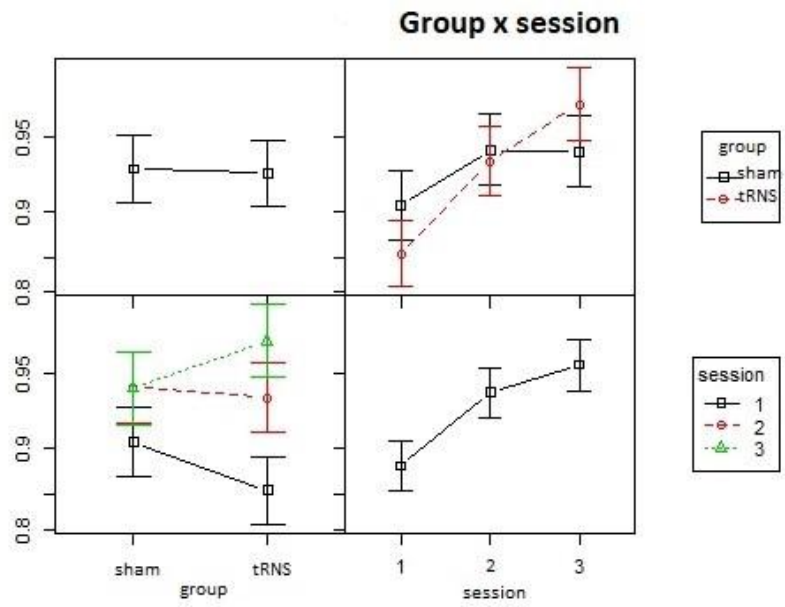 Group x session
0.95
0.9
0.8
group
sham
tRNS
0.95
0.9
0.8
session
1
2
3
sham
tRNS
group
1
2
3
session